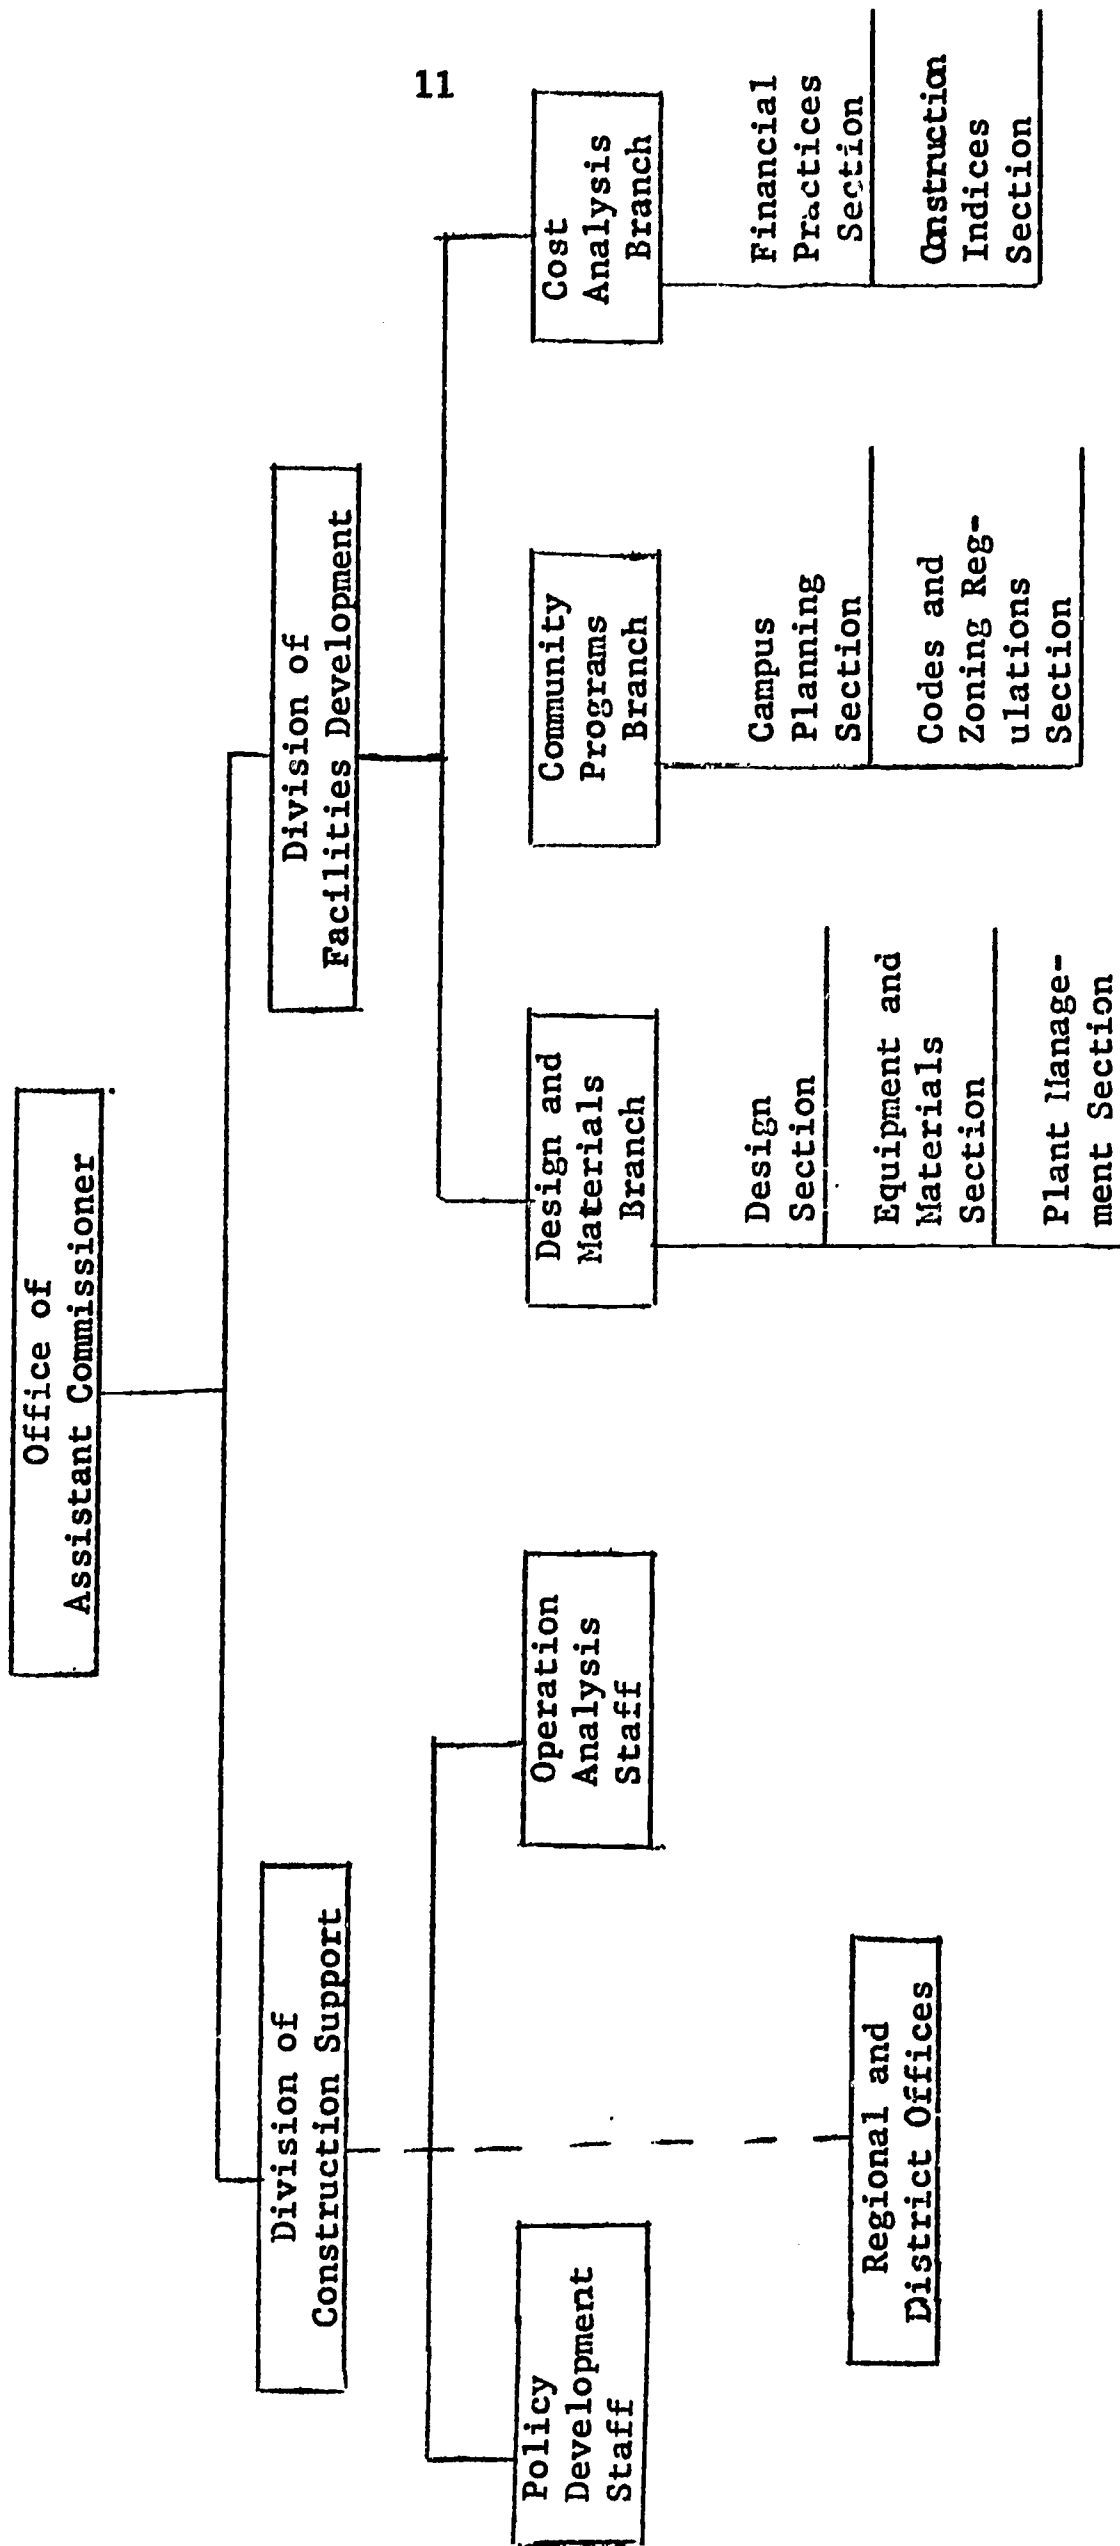 11
Office of
Assistant Commissioner
Division of
Construction Support
Division of
Facilities Development
Policy
Development
Staff
Operation
Analysis
Staff
Regional and
District Offices
Design and
Materials
Branch
Design
Section
Equipment and
Materials
Section
Plant Manage-
ment Section
Community
Programs
Branch
Campus
Planning
Section
Codes and
Zoning Reg-
ulations
Section
Cost
Analysis
Branch
Financial
Practices
Section
Construction
Indices
Section